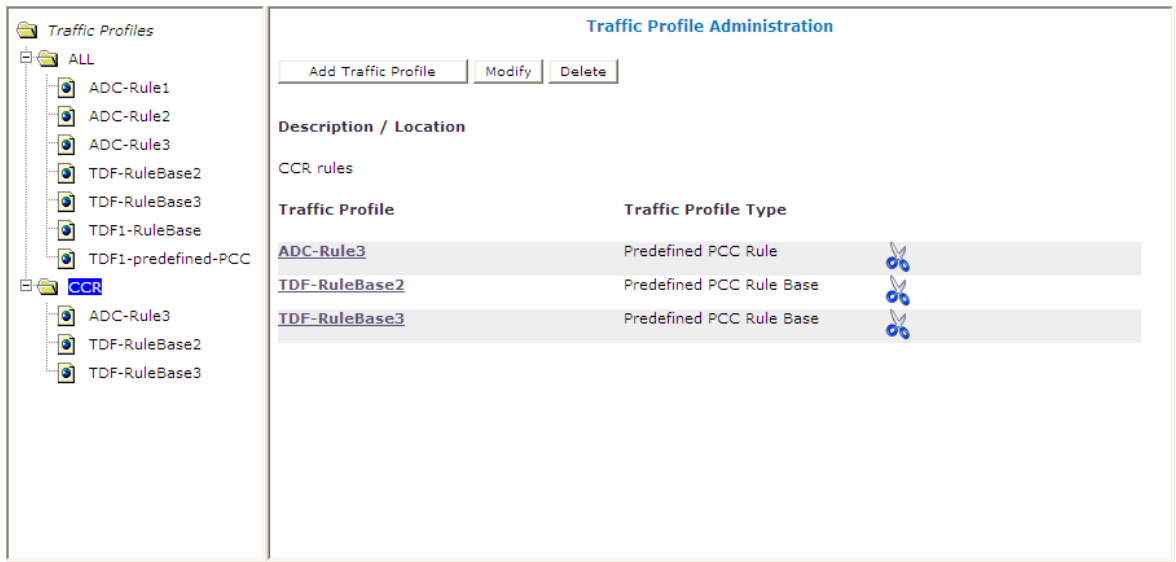 Traffic Profiles
ALL
ADC-Rule1
ADC-Rule2
ADC-Rule3
TDF-RuleBase2
TDF-RuleBase3
TDF1-RuleBase
TDF1-predefined-PCC
CCR
ADC-Rule3
TDF-RuleBase2
TDF-RuleBase3
Traffic Profile Administration
Add Traffic Profile Modify Delete
Description / Location
CCR rules
Traffic Profile Traffic Profile Type
ADC-Rule3 Predefined PCC Rule
TDF-RuleBase2 Predefined PCC Rule Base
TDF-RuleBase3 Predefined PCC Rule Base